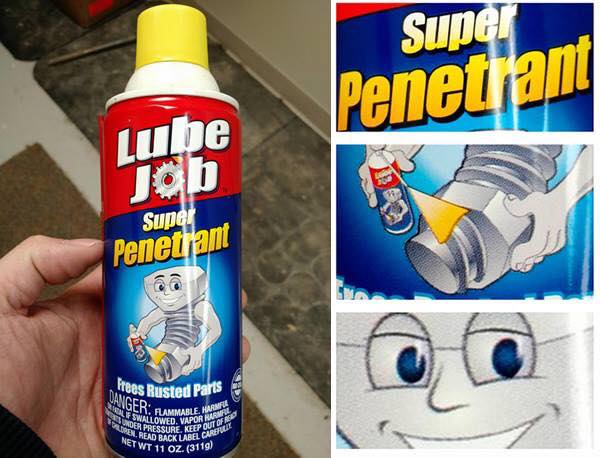 Lube
Job
Super
Penetrant
Frees Rusted Parts
DANGER: FLAMMABLE. HARMFUL
FATAL IF SWALLOWED. VAPOR HARMFUL.
UNDER PRESSURE. KEEP OUT OF REACH
CHILDREN. READ BACK LABEL CAREFULLY.
NET WT 11 OZ. (311g)
Super
Penetrant